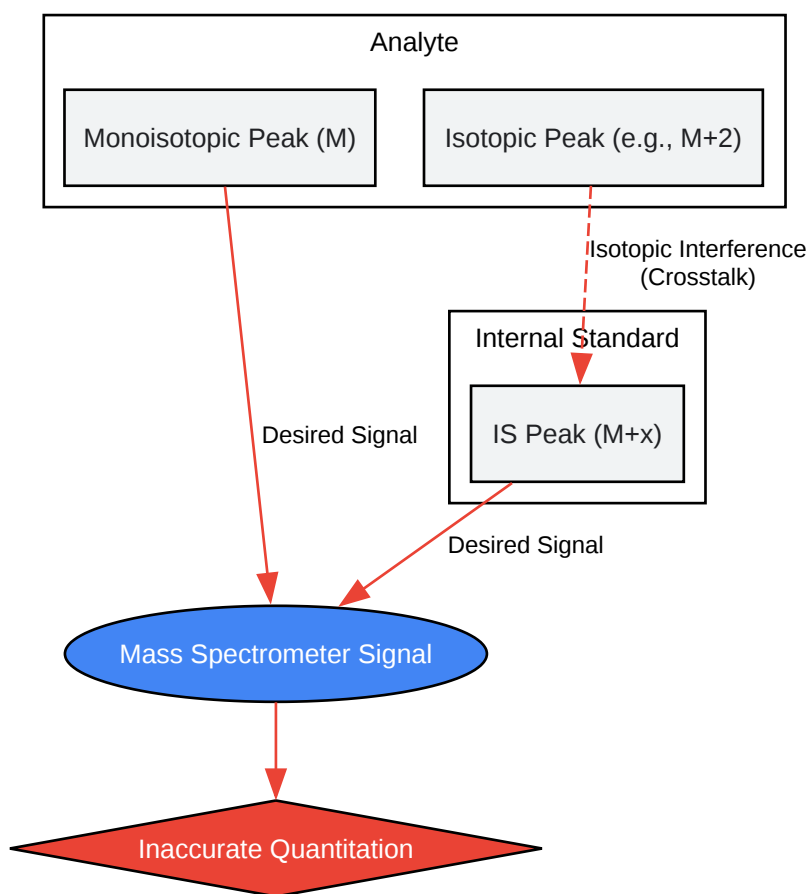 Analyte
Monoisotopic Peak (M)
Isotopic Peak (e.g., M+2)
Isotopic Interference
(Crosstalk)
Internal Standard
IS Peak (M+x)
Desired Signal
Desired Signal
Mass Spectrometer Signal
Inaccurate Quantitation